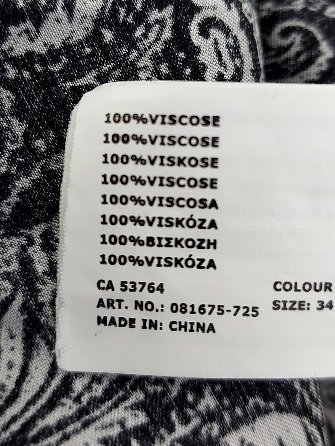 100%VISCOSE
100%VISCOSE
100%VISKOSE
100%VISCOSE
100%VISCOSA
100%VISKÓZA
100%ΒΙΣΚΟΖΗ
100%VISKÓZA
CA 53764 COLOUR
ART. NO.: 081675-725 SIZE: 34
MADE IN: CHINA